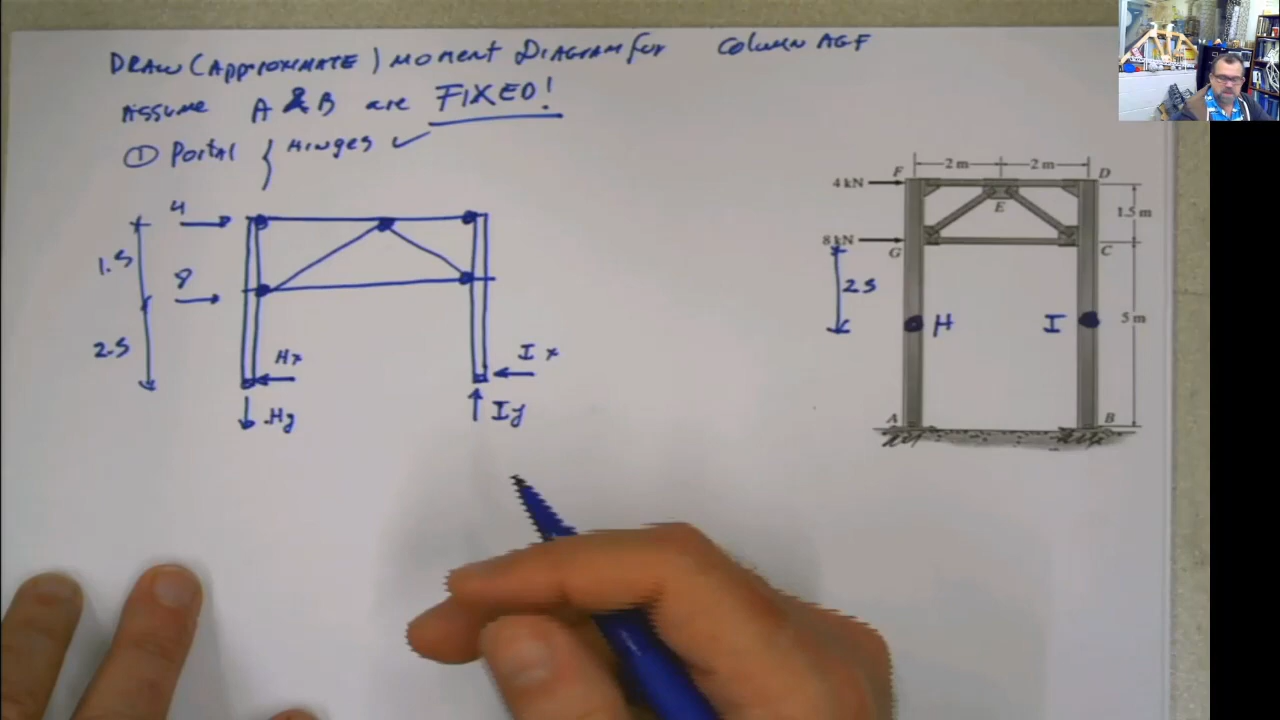 DRAW (APPROXIMATE) MOMENT DIAGRAM for COLUMN AGF
ASSUME A & B are FIXED!
① Portal } Hinges ✓
4
1.5
8
2.5
Hx
Ix
Hy
Iy
2 m 2 m
F D
4 kN
E
1.5 m
8 kN
G C
2.5
H I
5 m
A B